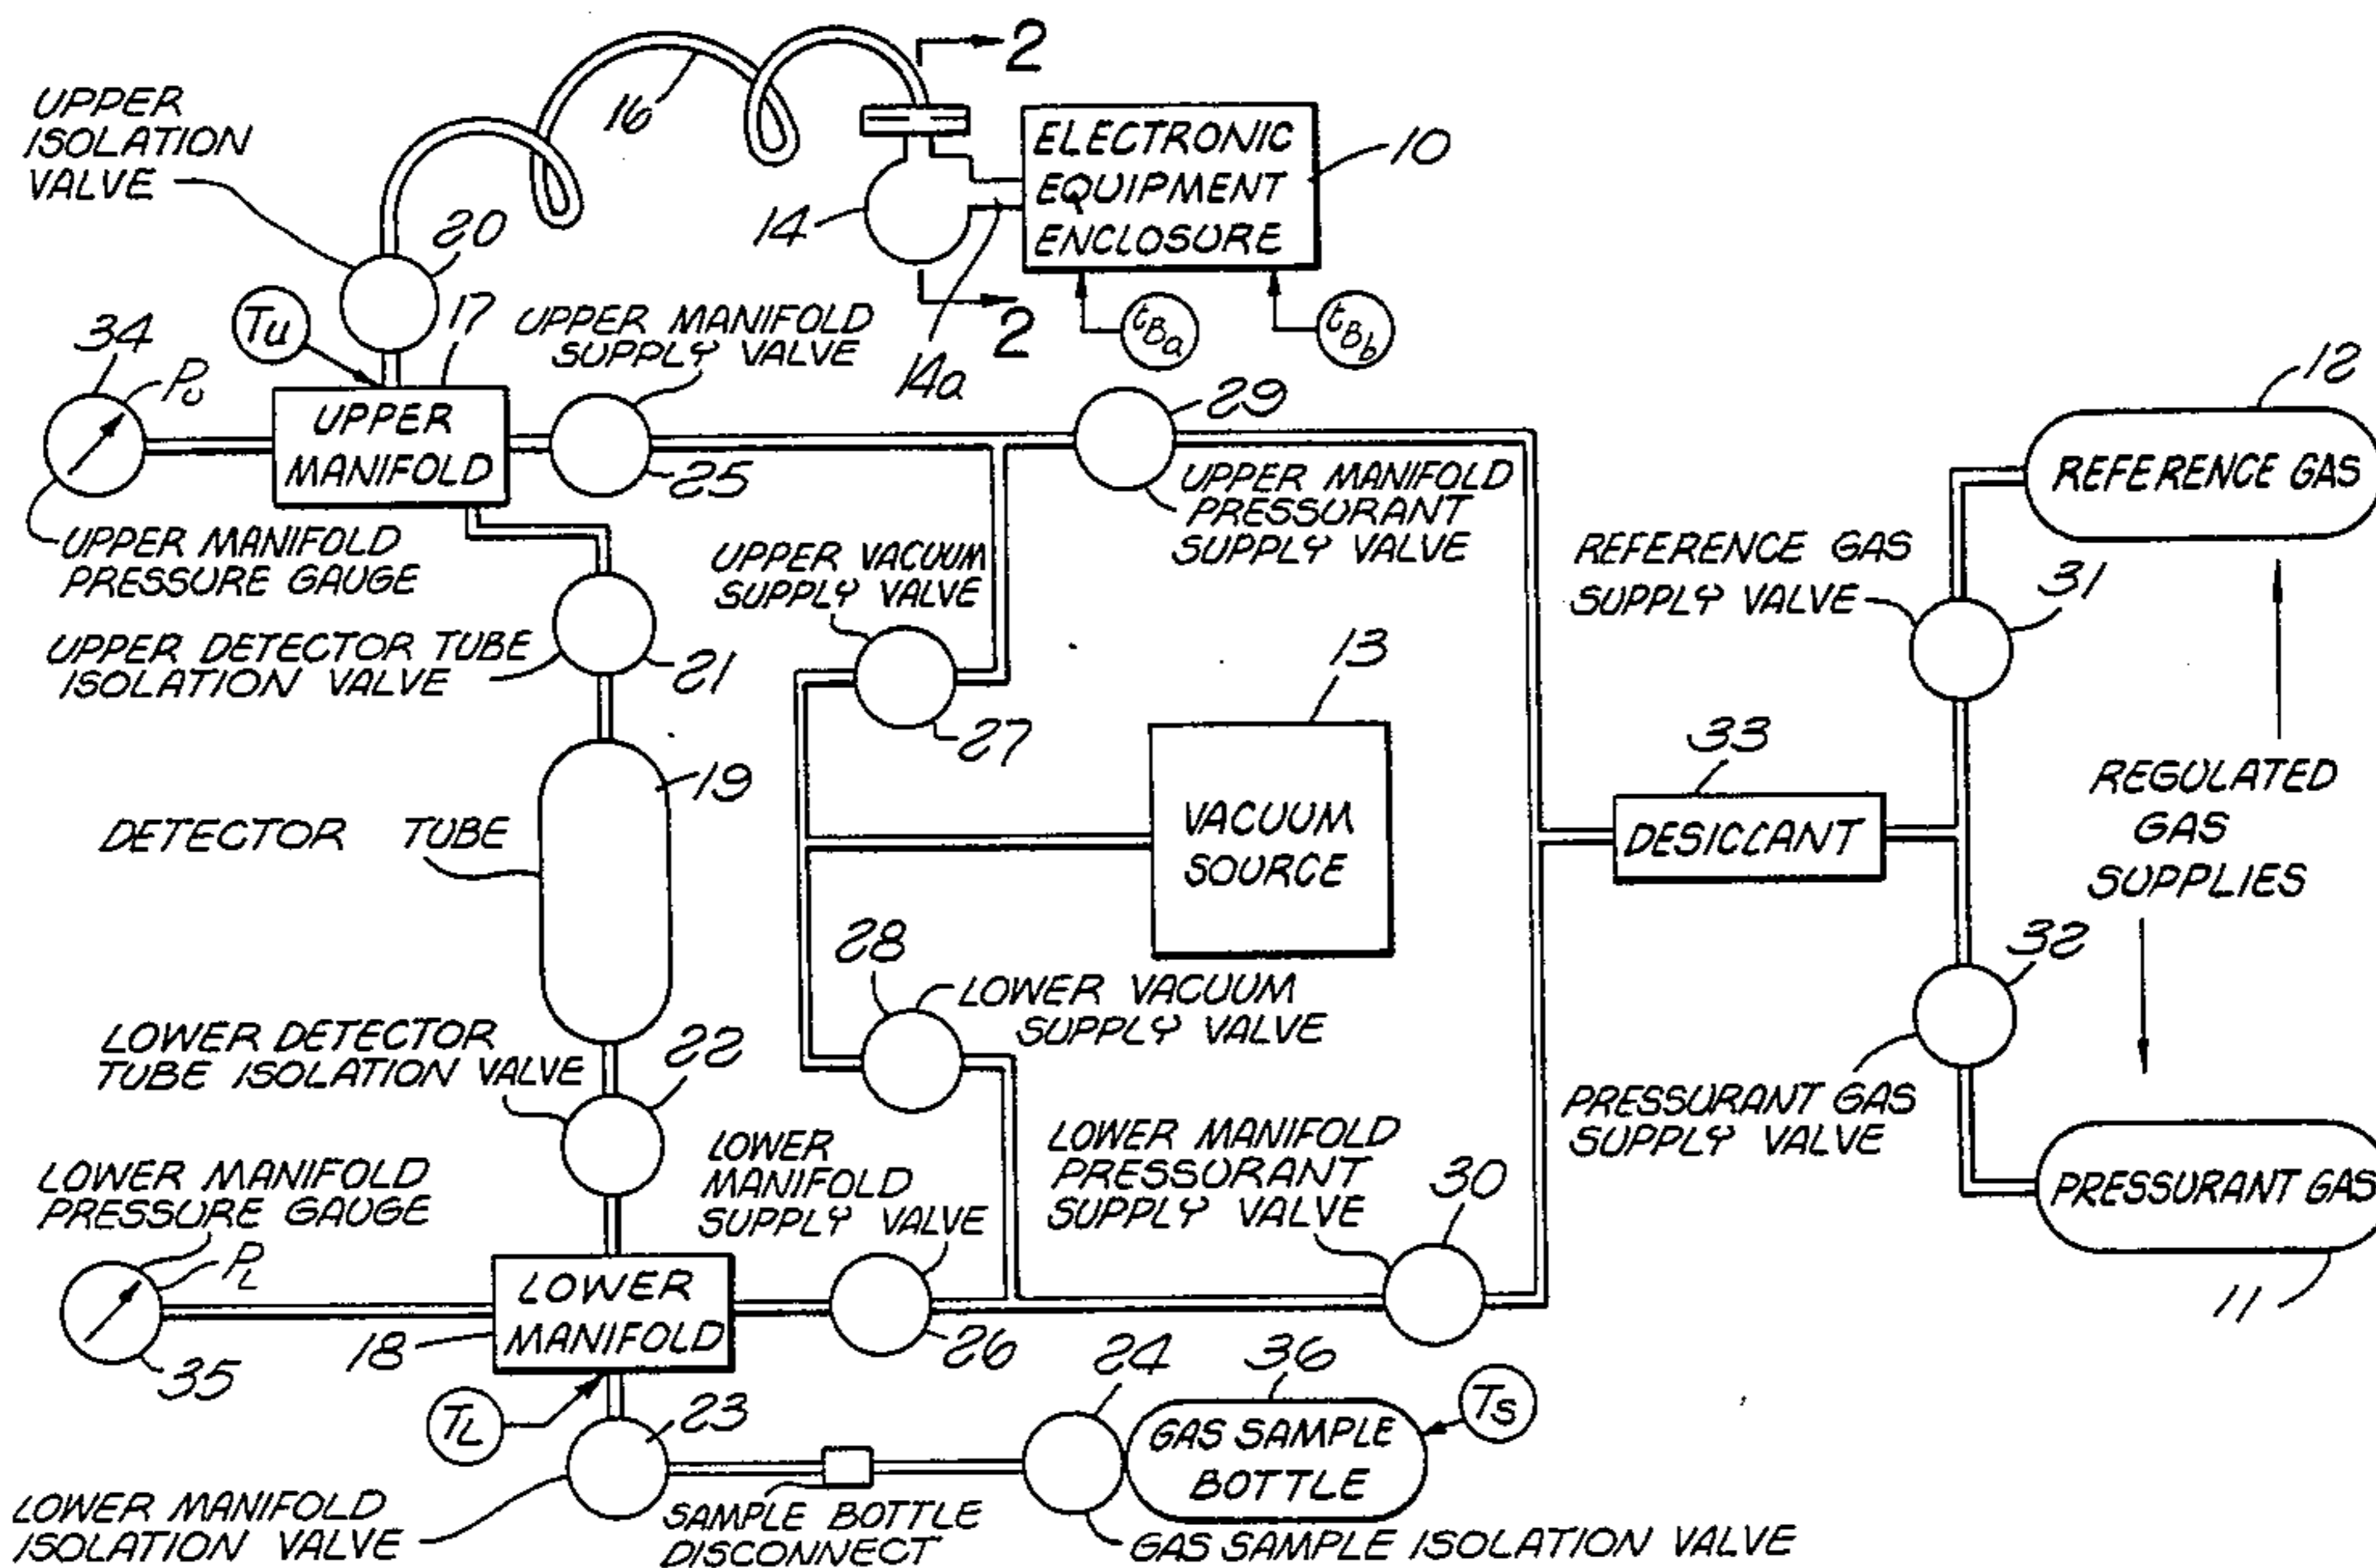 2
16
UPPER
ISOLATION
VALVE
ELECTRONIC
EQUIPMENT
ENCLOSURE
10
14
20
14a
2
tBa
tBb
Tu
17
UPPER MANIFOLD
SUPPLY VALVE
34
PU
UPPER
MANIFOLD
25
29
12
REFERENCE GAS
UPPER MANIFOLD
PRESSURE GAUGE
UPPER MANIFOLD
PRESSURANT
SUPPLY VALVE
UPPER VACUUM
SUPPLY VALVE
REFERENCE GAS
SUPPLY VALVE
31
UPPER DETECTOR TUBE
ISOLATION VALVE
21
27
13
VACUUM
SOURCE
19
DETECTOR TUBE
33
DESICCANT
REGULATED
GAS
SUPPLIES
28
LOWER VACUUM
SUPPLY VALVE
32
LOWER DETECTOR
TUBE ISOLATION VALVE
22
PRESSURANT GAS
SUPPLY VALVE
LOWER
MANIFOLD
SUPPLY VALVE
LOWER MANIFOLD
PRESSURANT
SUPPLY VALVE
30
PRESSURANT GAS
11
LOWER MANIFOLD
PRESSURE GAUGE
PL
35
LOWER
MANIFOLD
18
26
24
36
TL
23
GAS SAMPLE
BOTTLE
Ts
LOWER MANIFOLD
ISOLATION VALVE
SAMPLE BOTTLE
DISCONNECT
GAS SAMPLE ISOLATION VALVE